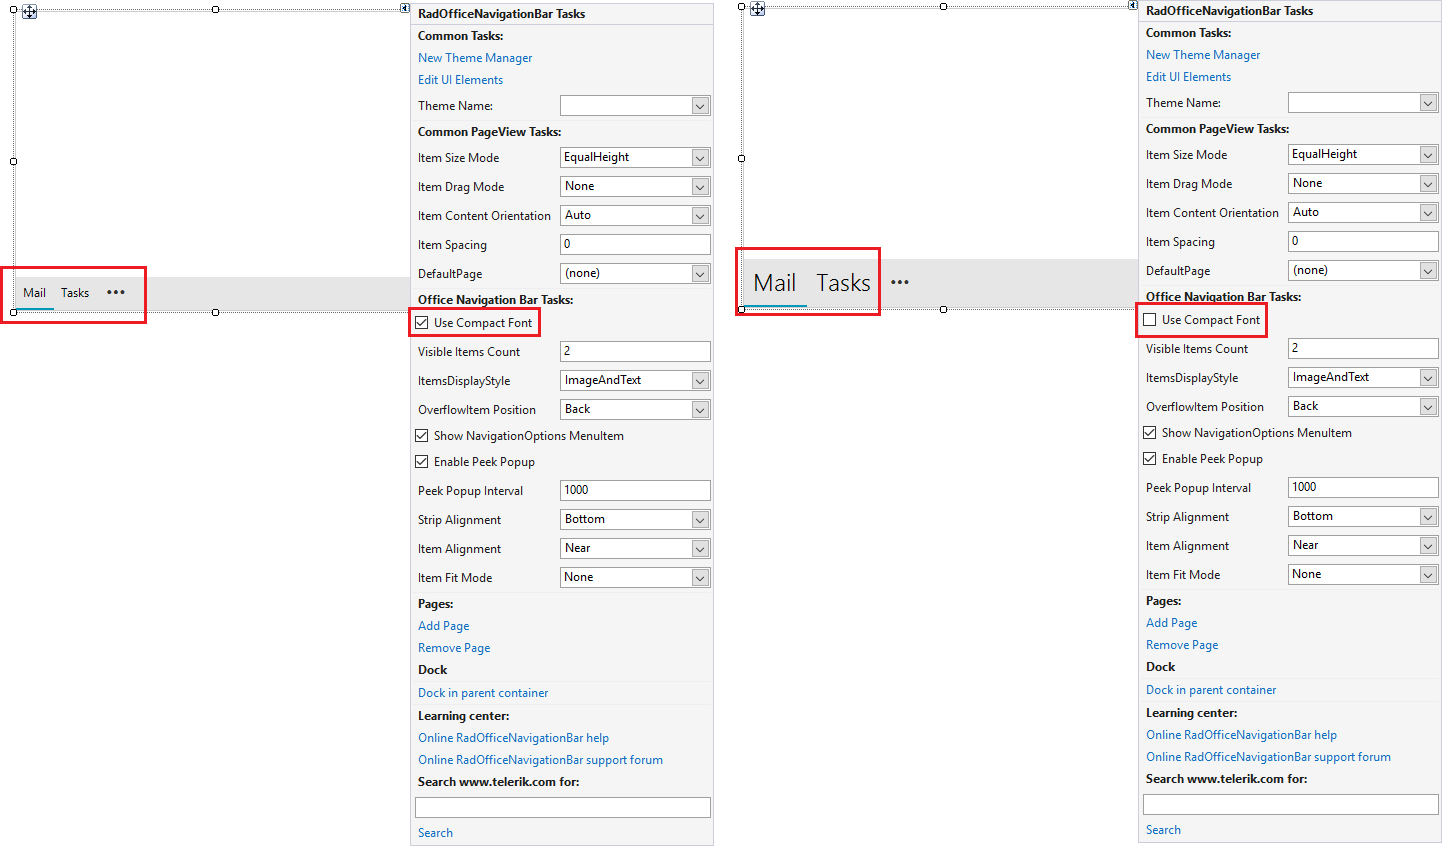 RadOfficeNavigationBar Tasks
Common Tasks:
New Theme Manager
Edit UI Elements
Theme Name:
Common PageView Tasks:
Item Size Mode EqualHeight
Item Drag Mode None
Item Content Orientation Auto
Item Spacing 0
DefaultPage (none)
Mail Tasks •••
Office Navigation Bar Tasks:
Use Compact Font
Visible Items Count 2
ItemsDisplayStyle ImageAndText
OverflowItem Position Back
Show NavigationOptions MenuItem
Enable Peek Popup
Peek Popup Interval 1000
Strip Alignment Bottom
Item Alignment Near
Item Fit Mode None
Pages:
Add Page
Remove Page
Dock
Dock in parent container
Learning center:
Online RadOfficeNavigationBar help
Online RadOfficeNavigationBar support forum
Search www.telerik.com for:
Search
RadOfficeNavigationBar Tasks
Common Tasks:
New Theme Manager
Edit UI Elements
Theme Name:
Common PageView Tasks:
Item Size Mode EqualHeight
Item Drag Mode None
Item Content Orientation Auto
Item Spacing 0
DefaultPage (none)
Mail Tasks •••
Office Navigation Bar Tasks:
Use Compact Font
Visible Items Count 2
ItemsDisplayStyle ImageAndText
OverflowItem Position Back
Show NavigationOptions MenuItem
Enable Peek Popup
Peek Popup Interval 1000
Strip Alignment Bottom
Item Alignment Near
Item Fit Mode None
Pages:
Add Page
Remove Page
Dock
Dock in parent container
Learning center:
Online RadOfficeNavigationBar help
Online RadOfficeNavigationBar support forum
Search www.telerik.com for:
Search